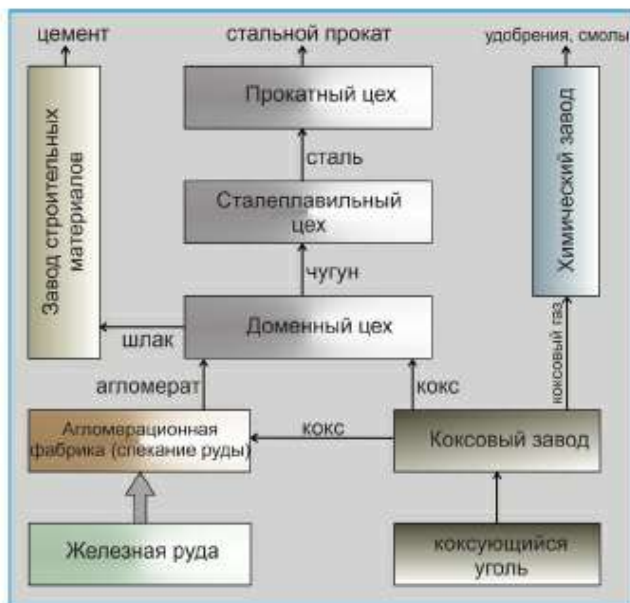 цемент
стальной прокат
удобрения, смолы
Завод строительных
материалов
Прокатный цех
Химический завод
сталь
Сталеплавильный
цех
чугун
Доменный цех
шлак
коксовый газ
агломерат
кокс
Агломерационная
фабрика (спекание руды)
кокс
Коксовый завод
Железная руда
коксующийся
уголь